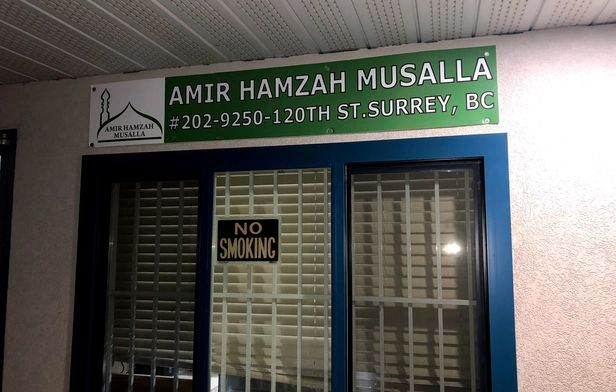 AMIR HAMZAH MUSALLA
#202-9250-120TH ST.SURREY, BC
AMIR HAMZAH
MUSALLA
NO
SMOKING